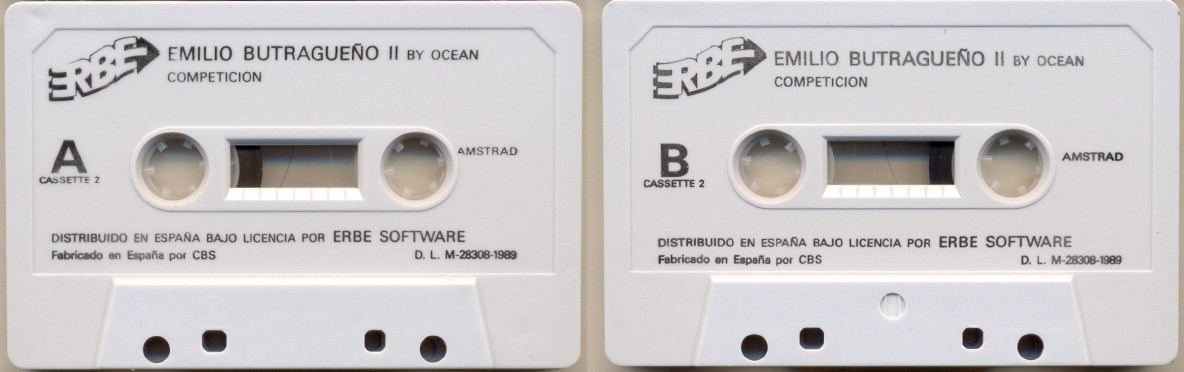 ERBE
EMILIO BUTRAGUEÑO II BY OCEAN
COMPETICION
A
CASSETTE 2
AMSTRAD
DISTRIBUIDO EN ESPAÑA BAJO LICENCIA POR ERBE SOFTWARE
Fabricado en España por CBS
D. L. M-28308-1989
ERBE
EMILIO BUTRAGUEÑO II BY OCEAN
COMPETICION
B
CASSETTE 2
AMSTRAD
DISTRIBUIDO EN ESPAÑA BAJO LICENCIA POR ERBE SOFTWARE
Fabricado en España por CBS
D. L. M-28308-1989